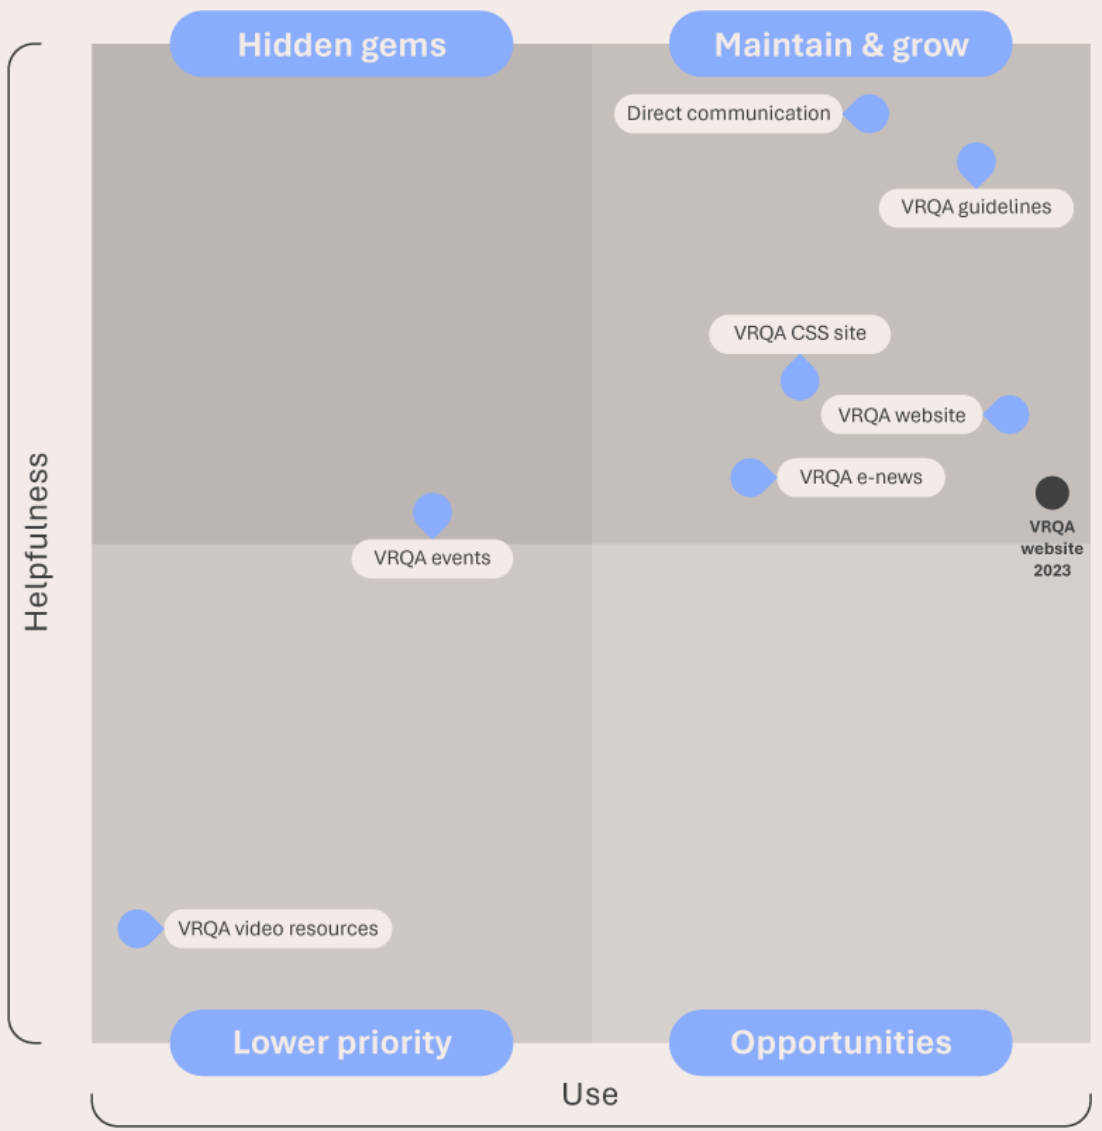 Hidden gems
Maintain & grow
Direct communication
VRQA guidelines
VRQA CSS site
VRQA website
VRQA e-news
VRQA
website
2023
VRQA events
Helpfulness
VRQA video resources
Lower priority
Opportunities
Use